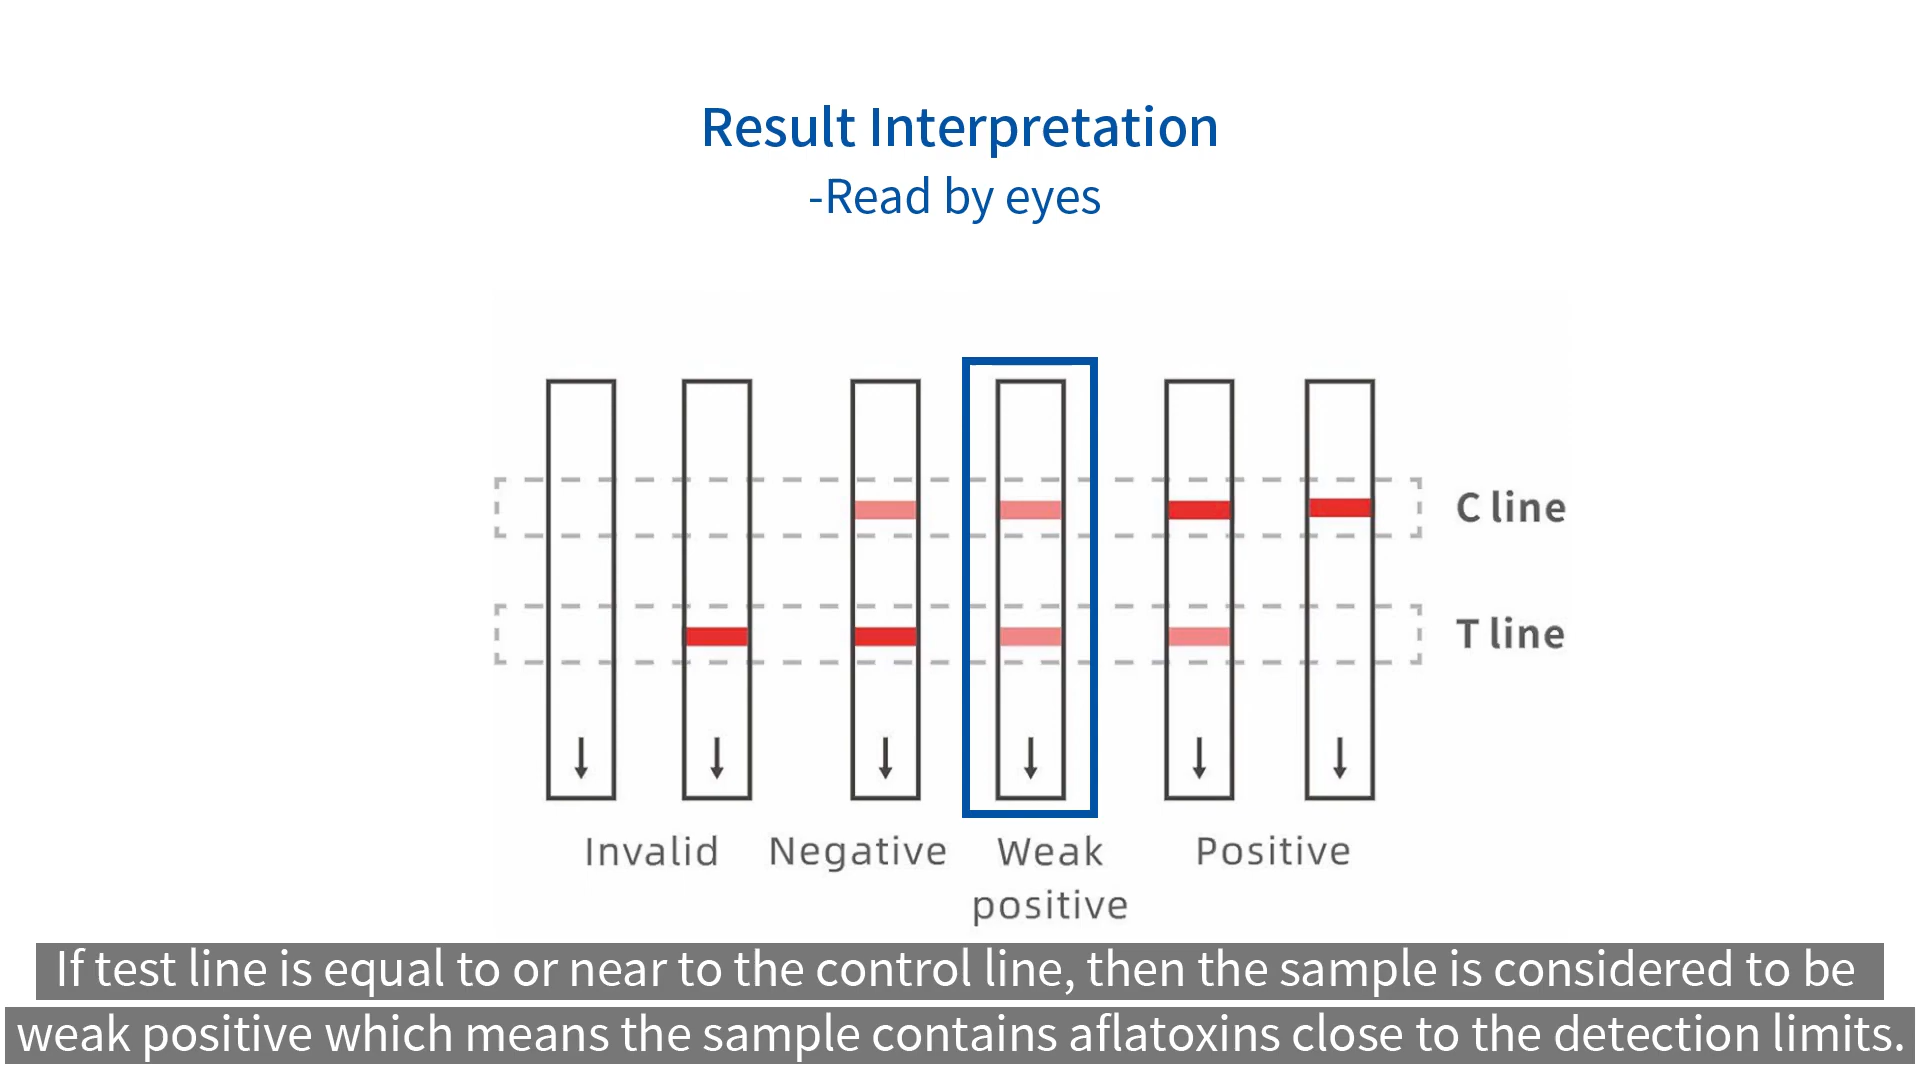 Result Interpretation
-Read by eyes
C line
T line
Invalid
Negative
Weak
positive
Positive
If test line is equal to or near to the control line, then the sample is considered to be
weak positive which means the sample contains aflatoxins close to the detection limits.